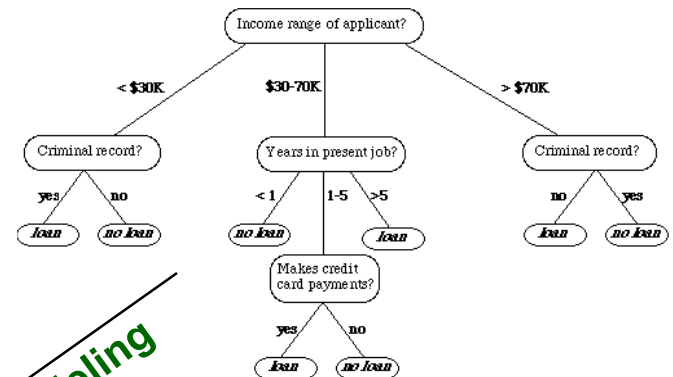 Income range of applicant?
< $30K
$30-70K
> $70K
Criminal record?
Years in present job?
Criminal record?
yes
no
< 1
1-5
>5
no
yes
loan
no loan
no loan
loan
loan
no loan
Makes credit
card payments?
yes
no
loan
no loan